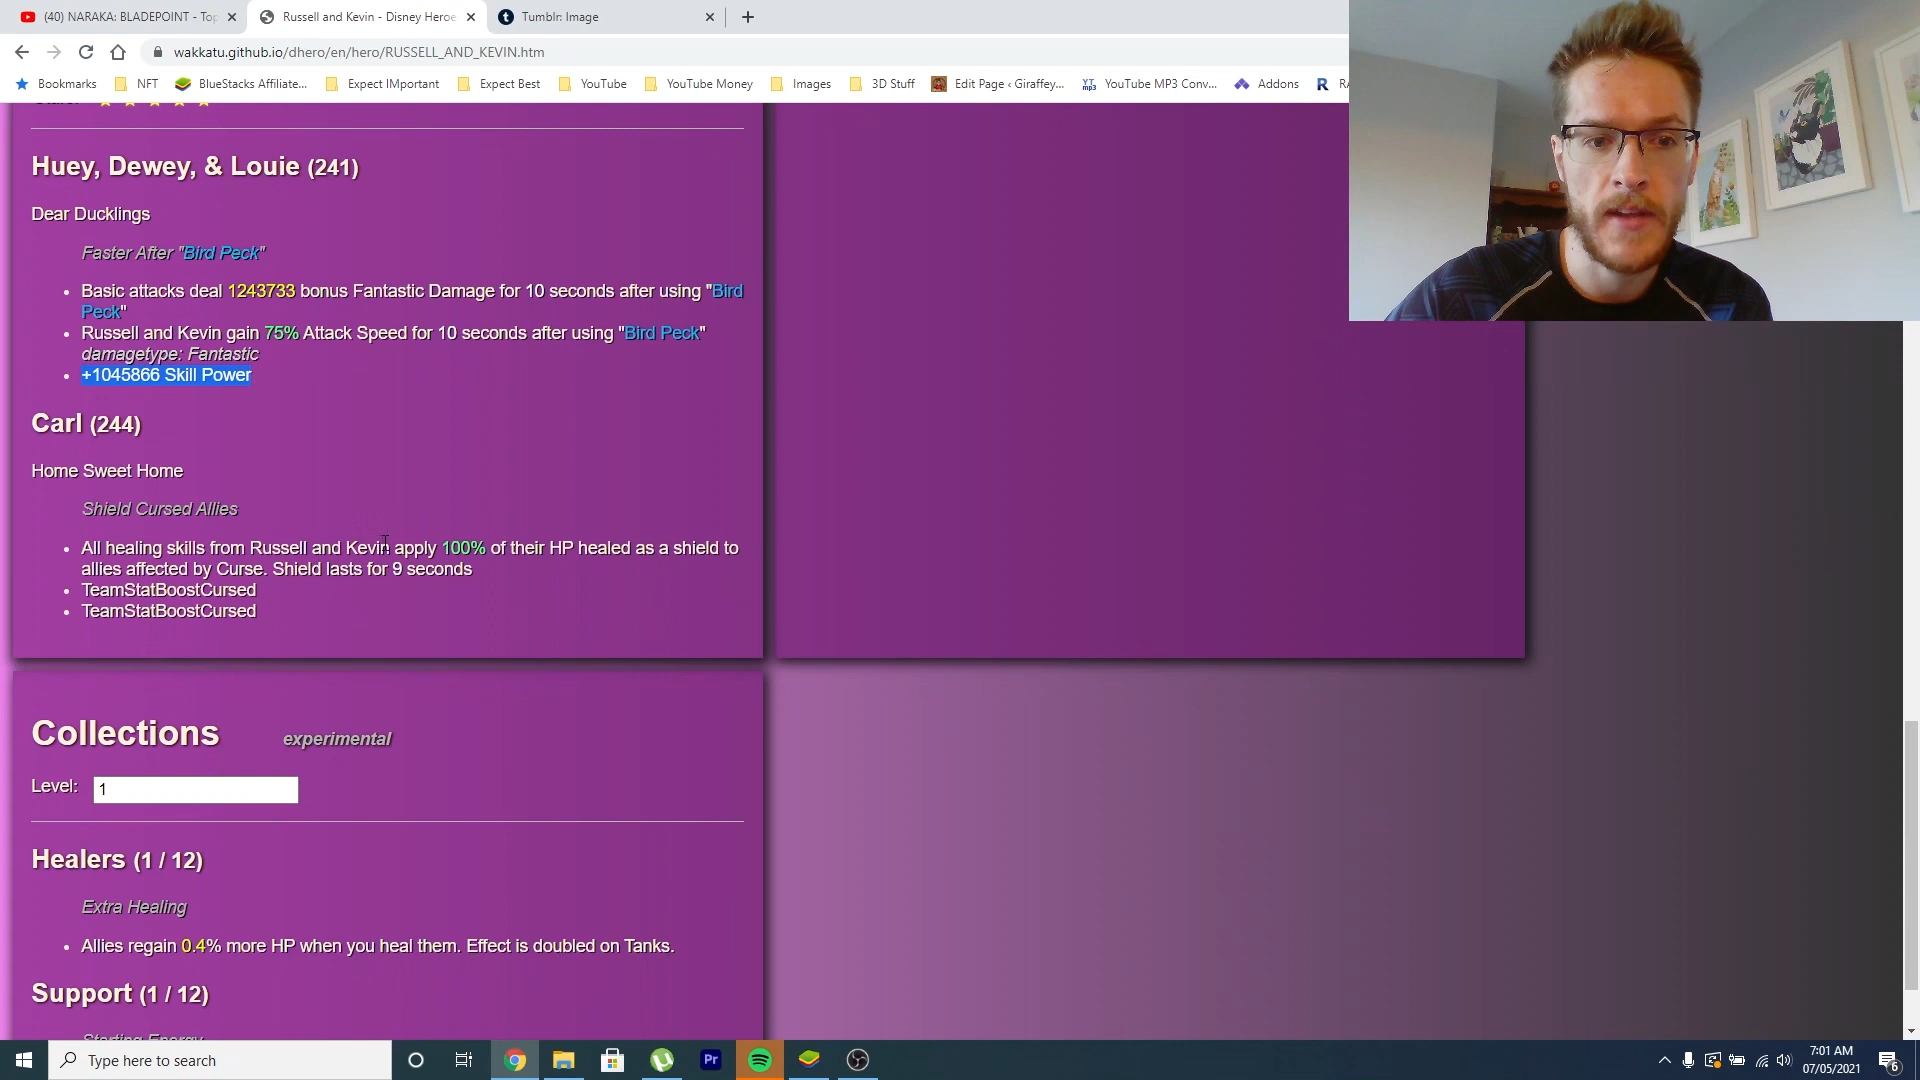 (40) NARAKA: BLADEPOINT - Top
Russell and Kevin - Disney Heroe
Tumblr: Image
wakkatu.github.io/dhero/en/hero/RUSSELL_AND_KEVIN.htm
Bookmarks
NFT
BlueStacks Affiliate...
Expect IMportant
Expect Best
YouTube
YouTube Money
Images
3D Stuff
Edit Page ‹ Giraffey...
YouTube MP3 Conv...
Addons
Huey, Dewey, & Louie (241)
Dear Ducklings
Faster After "Bird Peck"
Basic attacks deal 1243733 bonus Fantastic Damage for 10 seconds after using "Bird
Peck"
Russell and Kevin gain 75% Attack Speed for 10 seconds after using "Bird Peck"
damagetype: Fantastic
+1045866 Skill Power
Carl (244)
Home Sweet Home
Shield Cursed Allies
All healing skills from Russell and Kevin apply 100% of their HP healed as a shield to
allies affected by Curse. Shield lasts for 9 seconds
TeamStatBoostCursed
TeamStatBoostCursed
Collections experimental
Level: 1
Healers (1 / 12)
Extra Healing
Allies regain 0.4% more HP when you heal them. Effect is doubled on Tanks.
Support (1 / 12)
Starting Energy
Type here to search
Pr
7:01 AM
07/05/2021
6